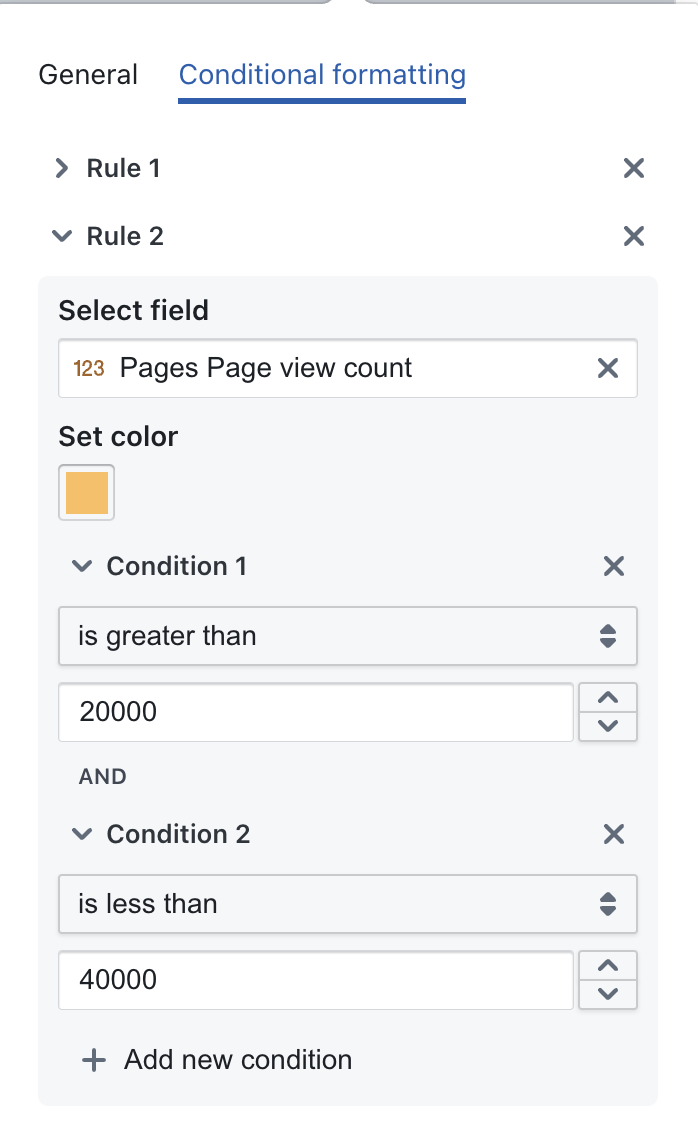 General Conditional formatting
Rule 1
Rule 2
Select field
123 Pages Page view count
Set color
Condition 1
is greater than
20000
AND
Condition 2
is less than
40000
Add new condition